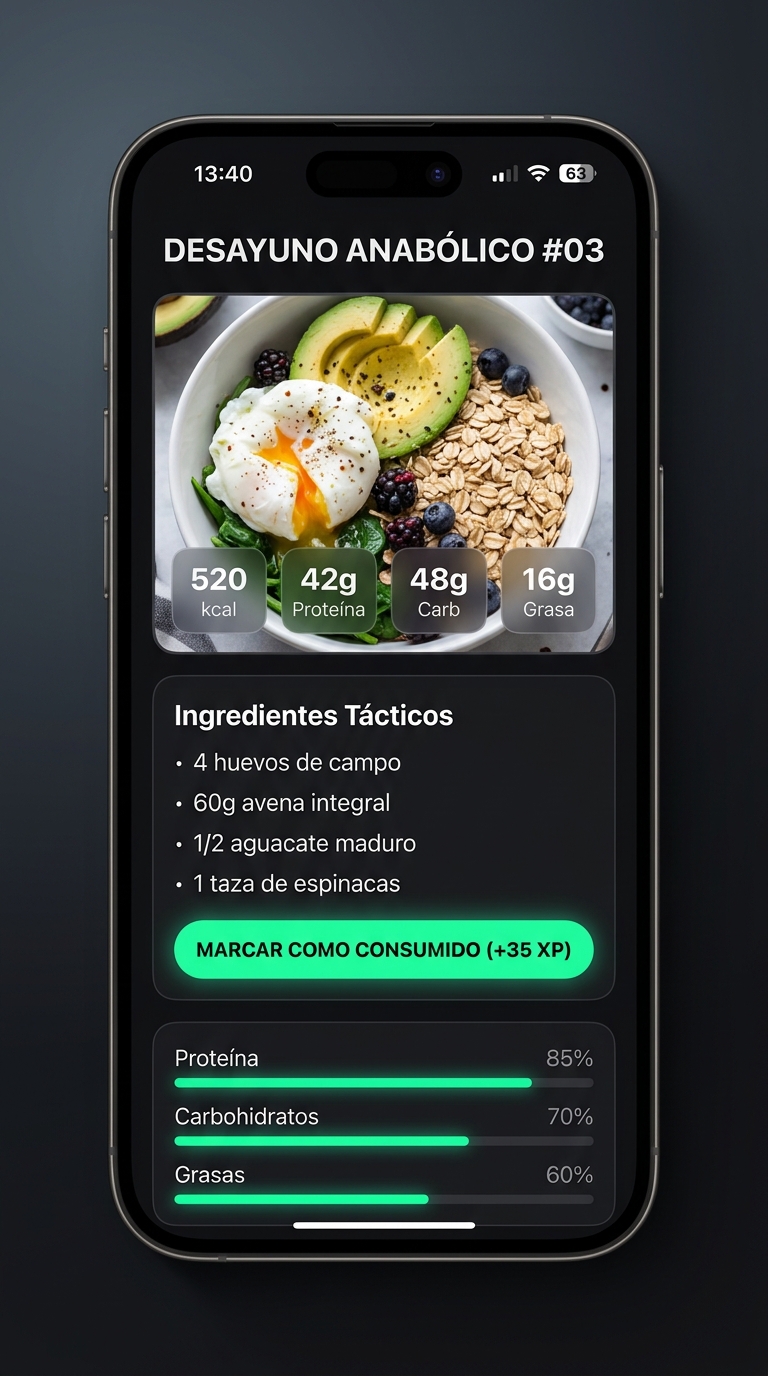 13:40
63
DESAYUNO ANABÓLICO #03
520 42g 48g 16g
kcal Proteína Carb Grasa
Ingredientes Tácticos
• 4 huevos de campo
• 60g avena integral
• 1/2 aguacate maduro
• 1 taza de espinacas
MARCAR COMO CONSUMIDO (+35 XP)
Proteína 85%
Carbohidratos 70%
Grasas 60%